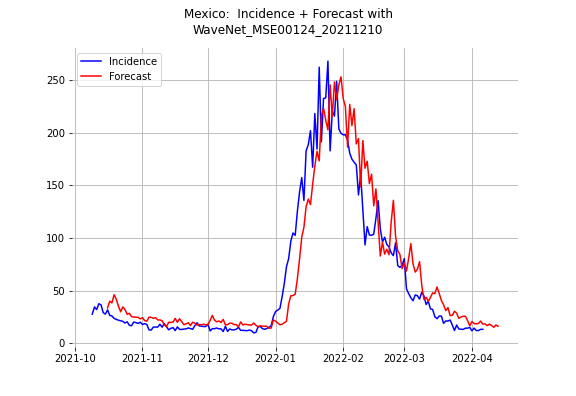 Mexico:  Incidence + Forecast with
WaveNet_MSE00124_20211210
Incidence
Forecast
250
200
150
100
50
0
2021-10 2021-11 2021-12 2022-01 2022-02 2022-03 2022-04